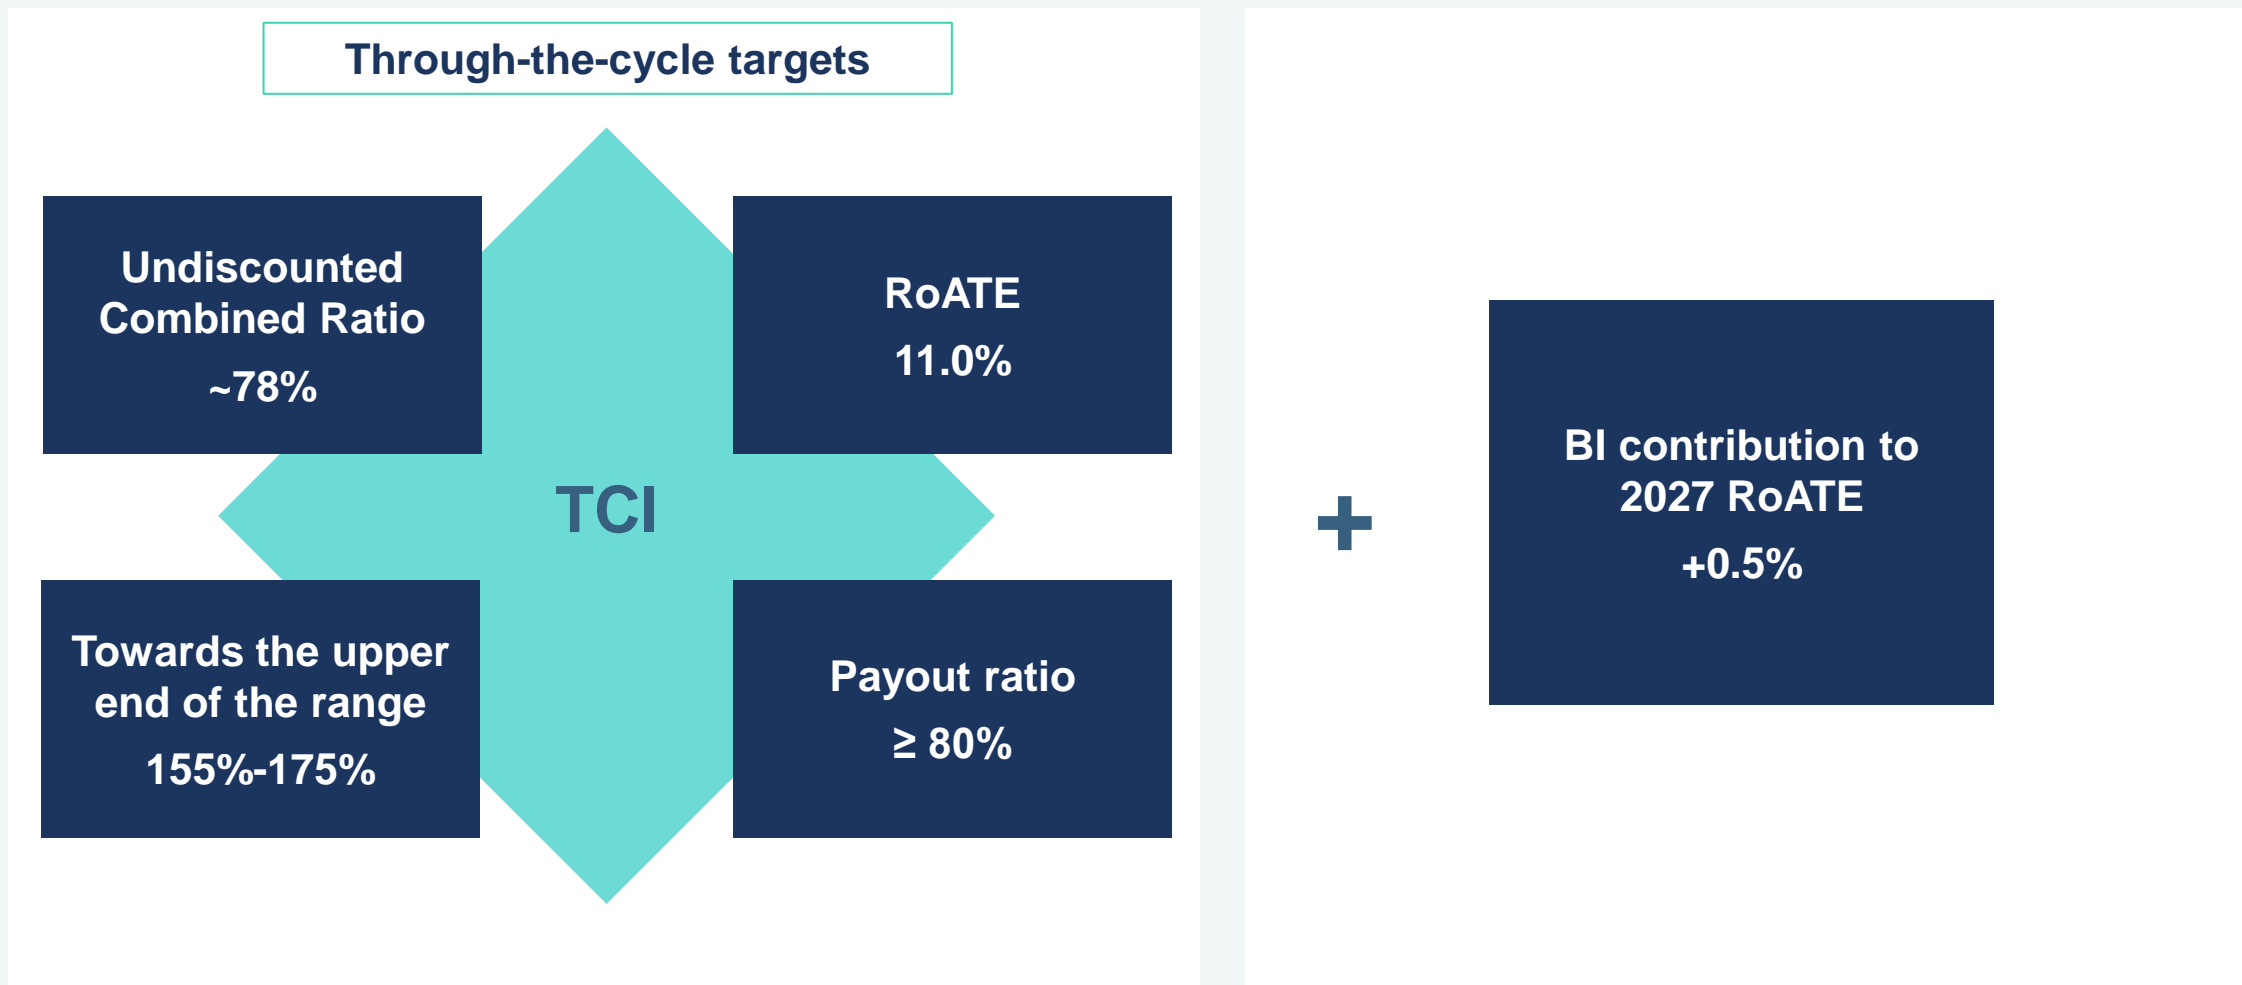 Through-the-cycle targets
Undiscounted
Combined Ratio
~78%
RoATE
11.0%
TCI
Towards the upper
end of the range
155%-175%
Payout ratio
≥ 80%
+
BI contribution to
2027 RoATE
+0.5%